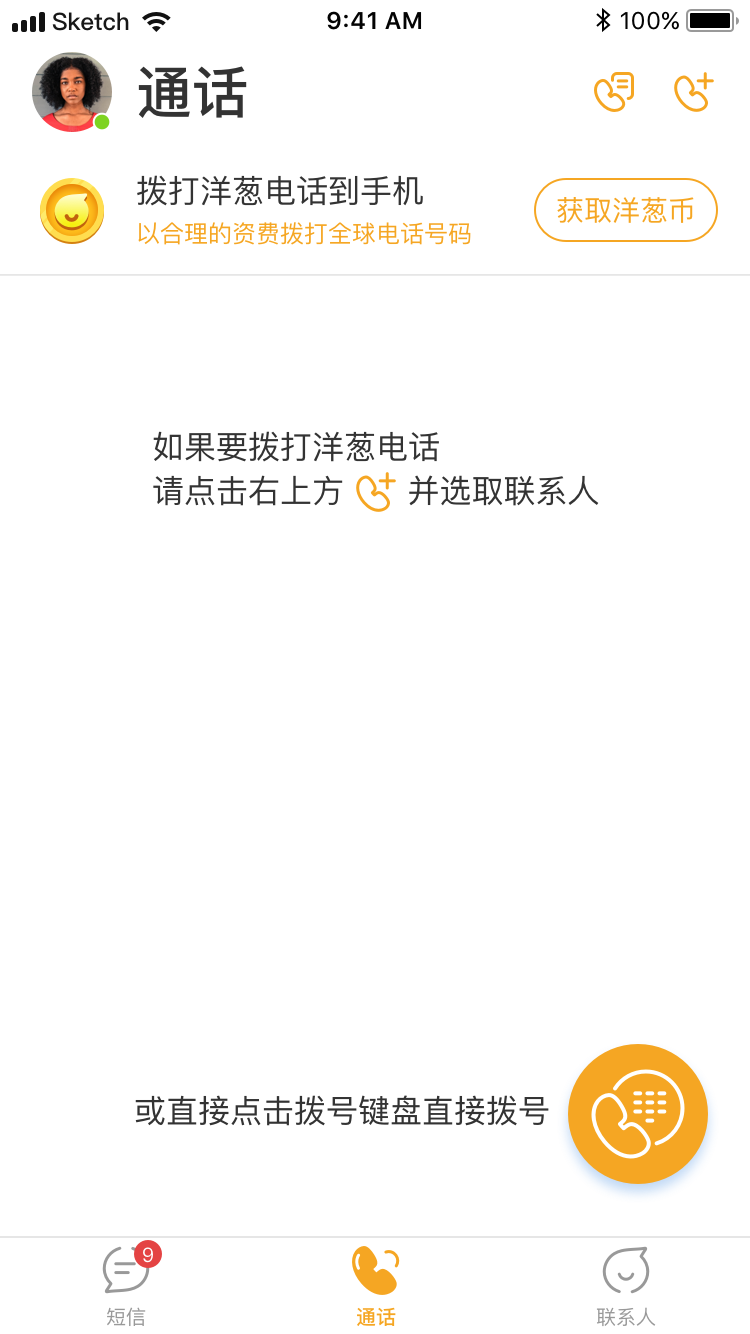 Sketch 9:41 AM 100%
通话
拨打洋葱电话到手机
以合理的资费拨打全球电话号码
获取洋葱币
如果要拨打洋葱电话
请点击右上方 并选取联系人
或直接点击拨号键盘直接拨号
9
短信 通话 联系人